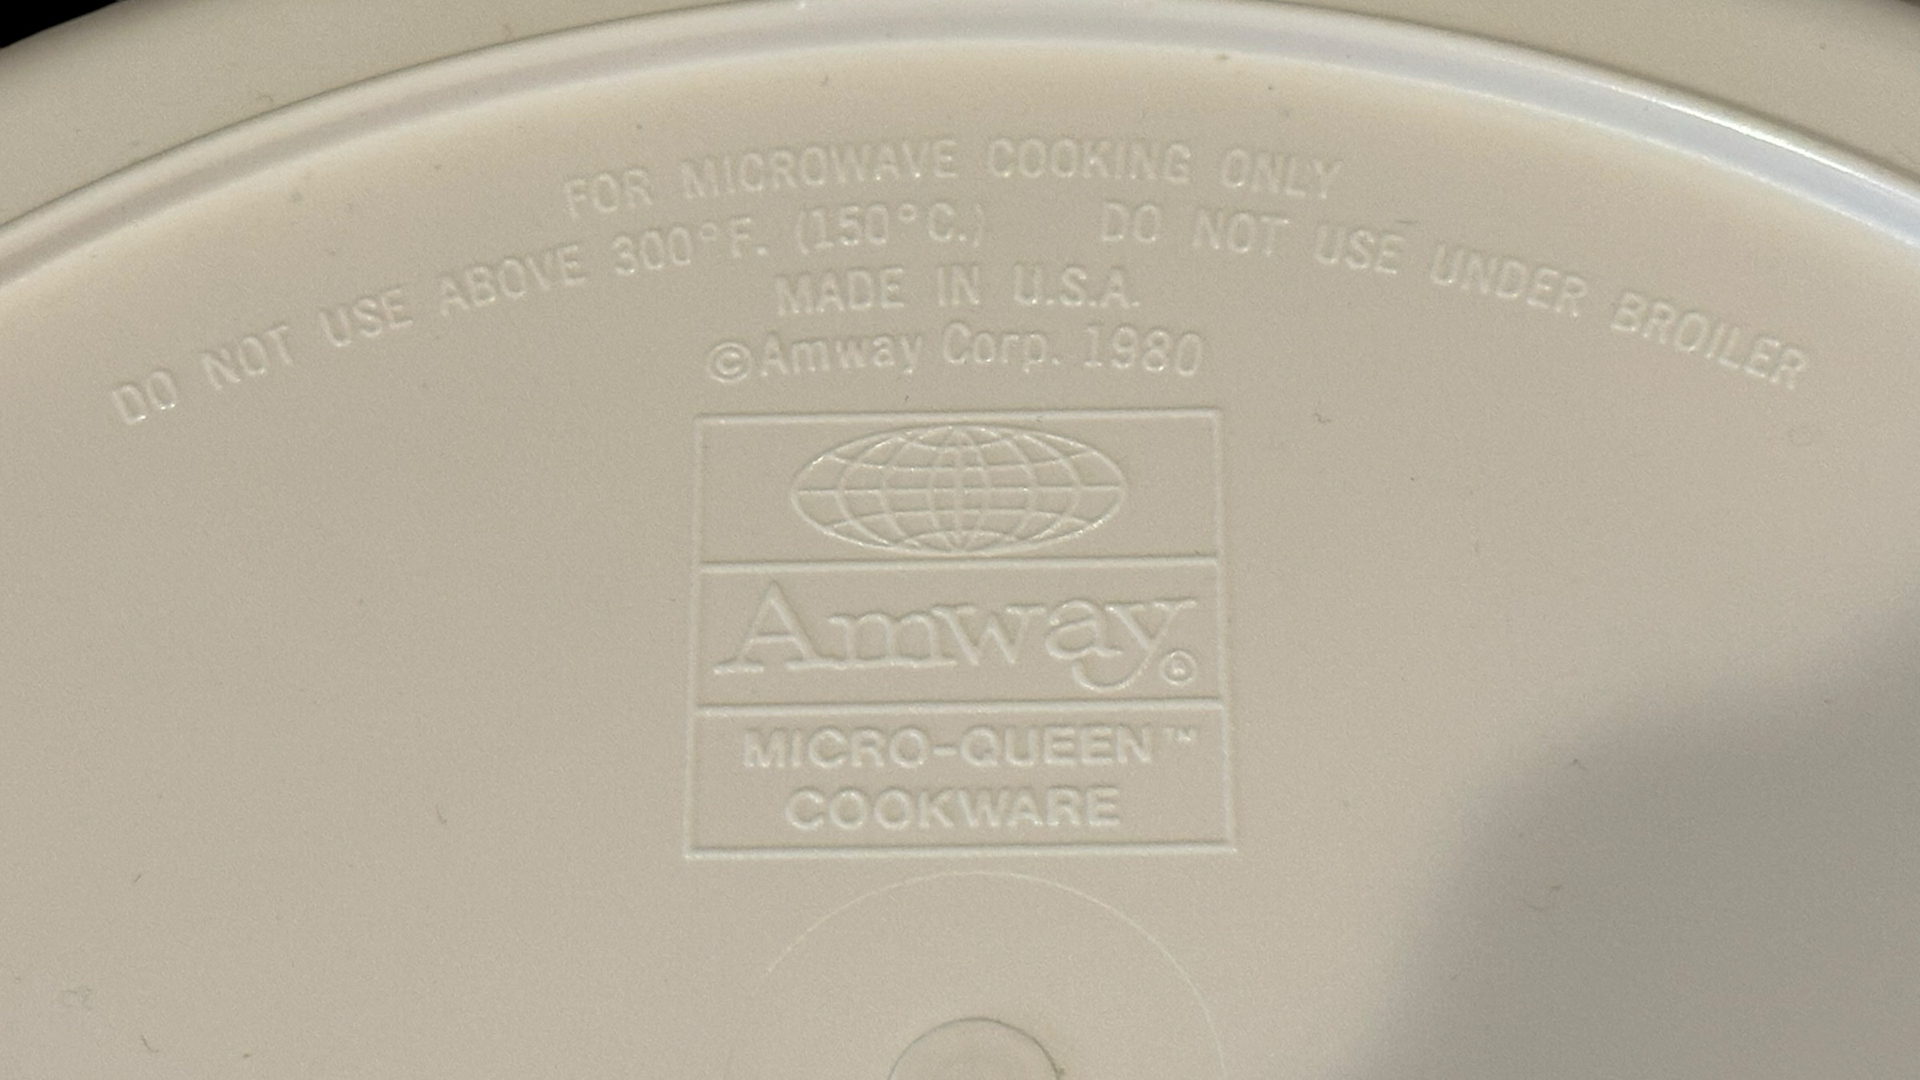 FOR MICROWAVE COOKING ONLY
DO NOT USE ABOVE 300°F. (150°C.) DO NOT USE UNDER BROILER
MADE IN U.S.A.
©Amway Corp. 1980
Amway®
MICRO-QUEEN™
COOKWARE